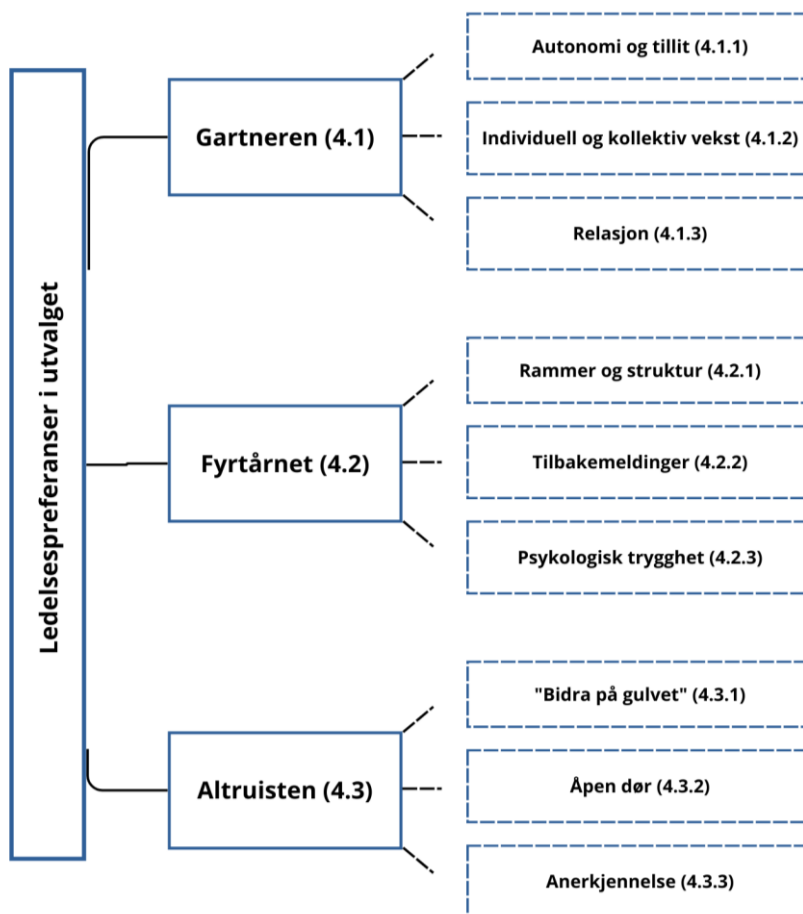 Ledelsespreferanser i utvalget
Gartneren (4.1)
Autonomi og tillit (4.1.1)
Individuell og kollektiv vekst (4.1.2)
Relasjon (4.1.3)
Fyrtårnet (4.2)
Rammer og struktur (4.2.1)
Tilbakemeldinger (4.2.2)
Psykologisk trygghet (4.2.3)
Altruisten (4.3)
"Bidra på gulvet" (4.3.1)
Åpen dør (4.3.2)
Anerkjennelse (4.3.3)